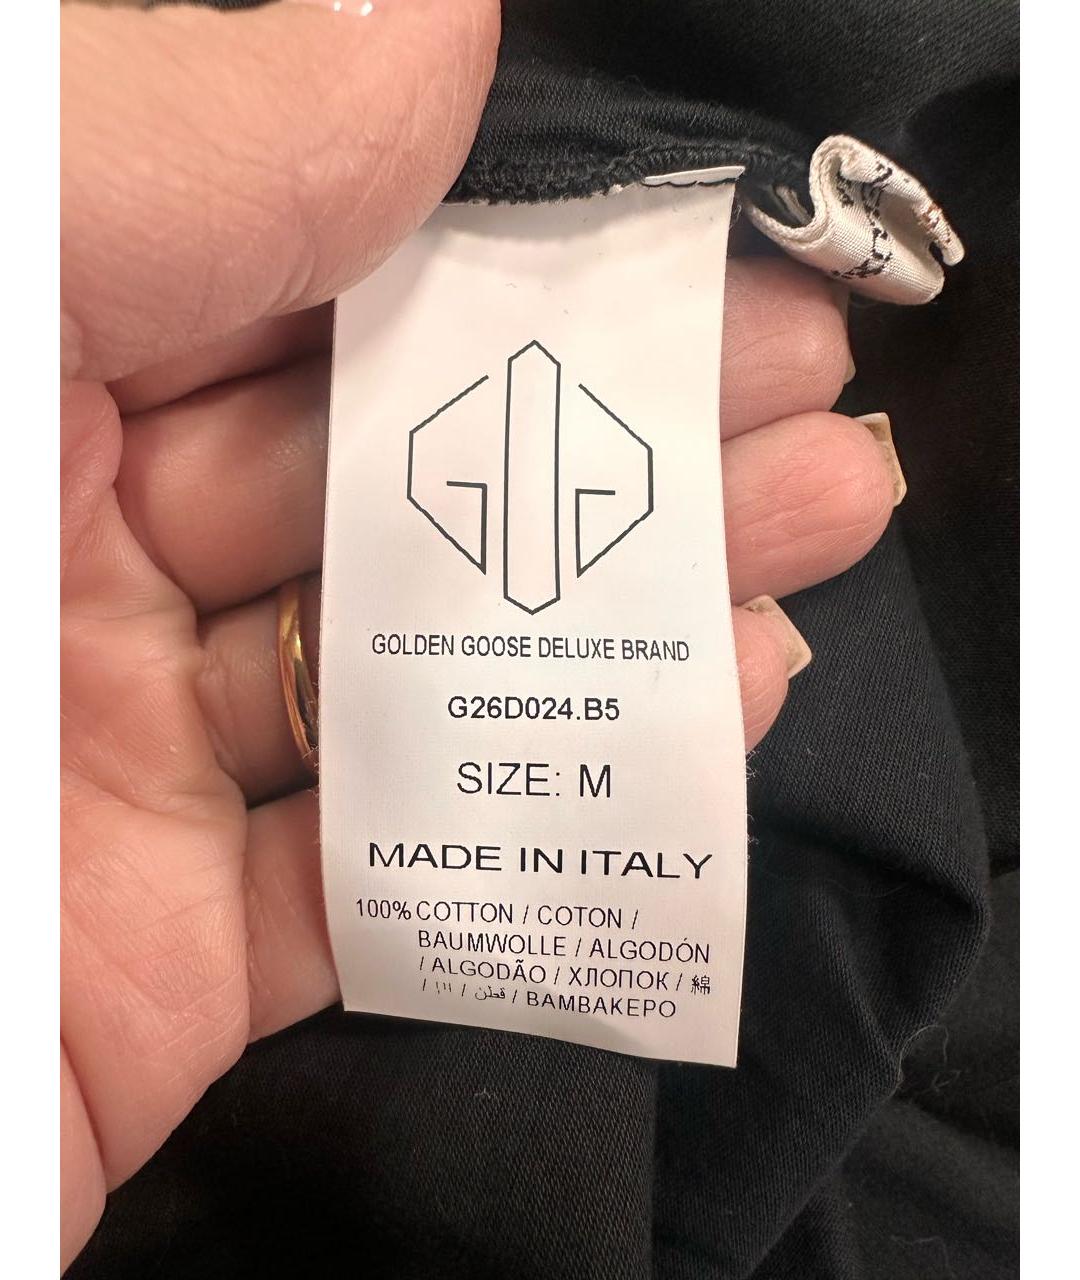 GOLDEN GOOSE DELUXE BRAND
G26D024.B5
SIZE: M
MADE IN ITALY
100% COTTON / COTON /
BAUMWOLLE / ALGODÓN
/ ALGODÃO / ХЛОПОК / 綿
/ / قطن / BAMBAKEPO